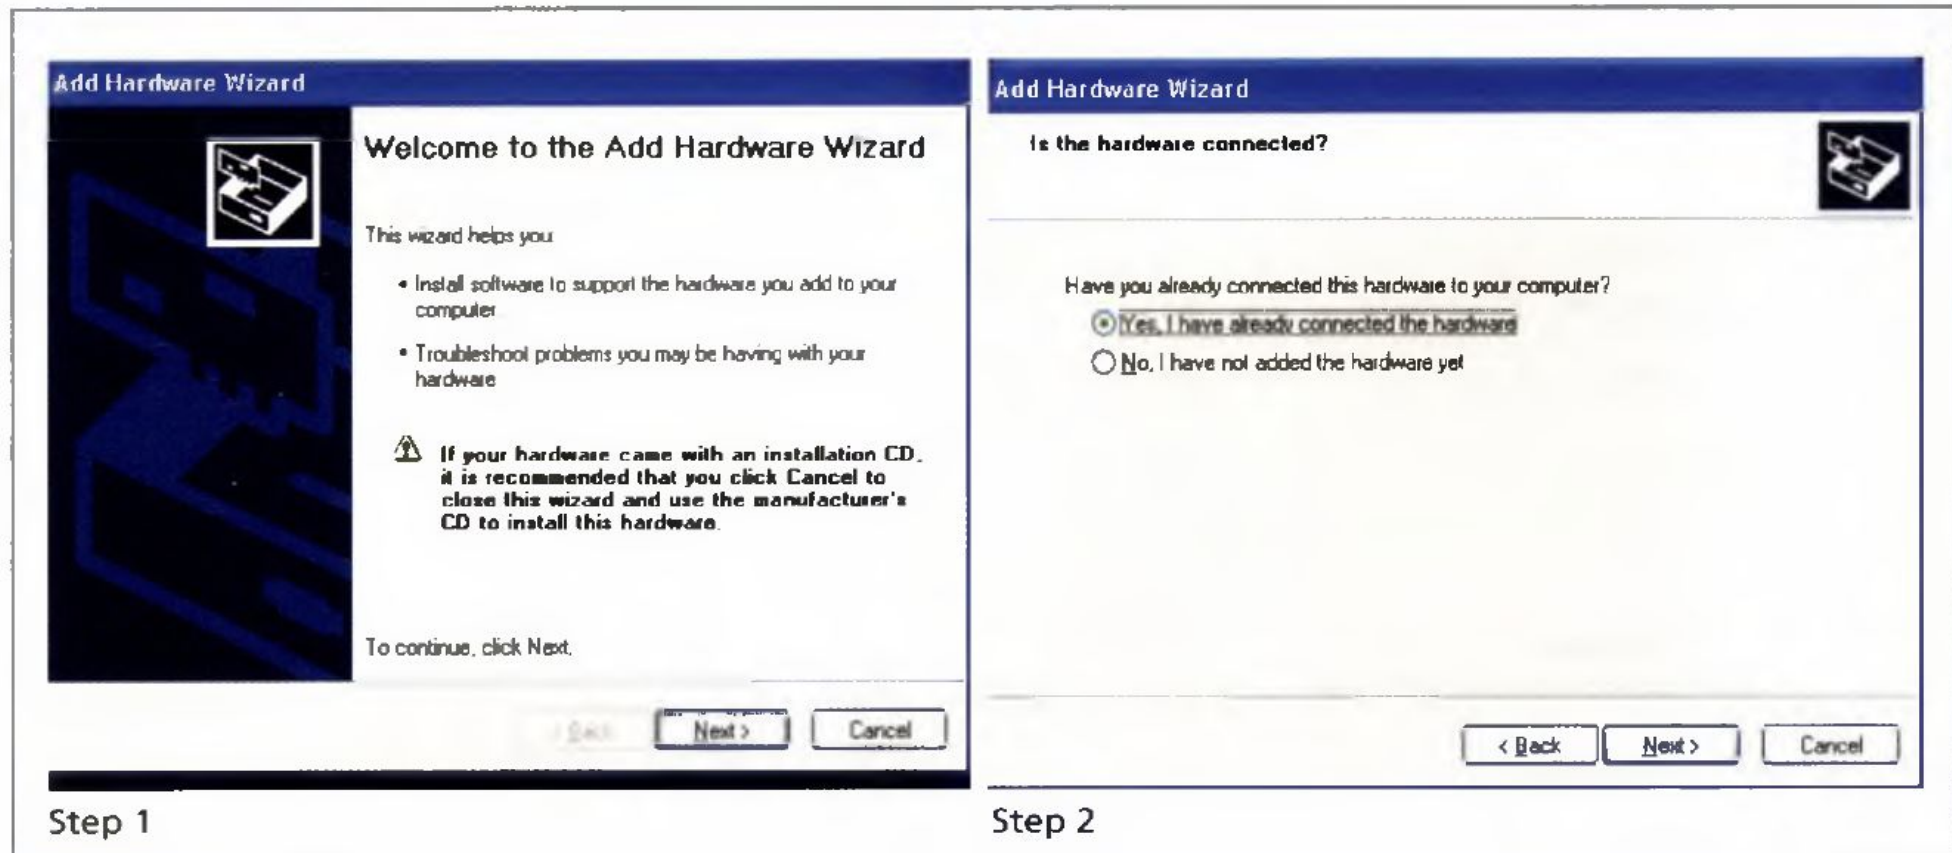 Add Hardware Wizard
Welcome to the Add Hardware Wizard
This wizard helps you:
• Install software to support the hardware you add to your
computer
• Troubleshoot problems you may be having with your
hardware
If your hardware came with an installation CD,
it is recommended that you click Cancel to
close this wizard and use the manufacturer's
CD to install this hardware.
To continue, click Next.
< Back Next > Cancel
Step 1
Add Hardware Wizard
Is the hardware connected?
Have you already connected this hardware to your computer?
Yes, I have already connected the hardware
No, I have not added the hardware yet
< Back Next > Cancel
Step 2